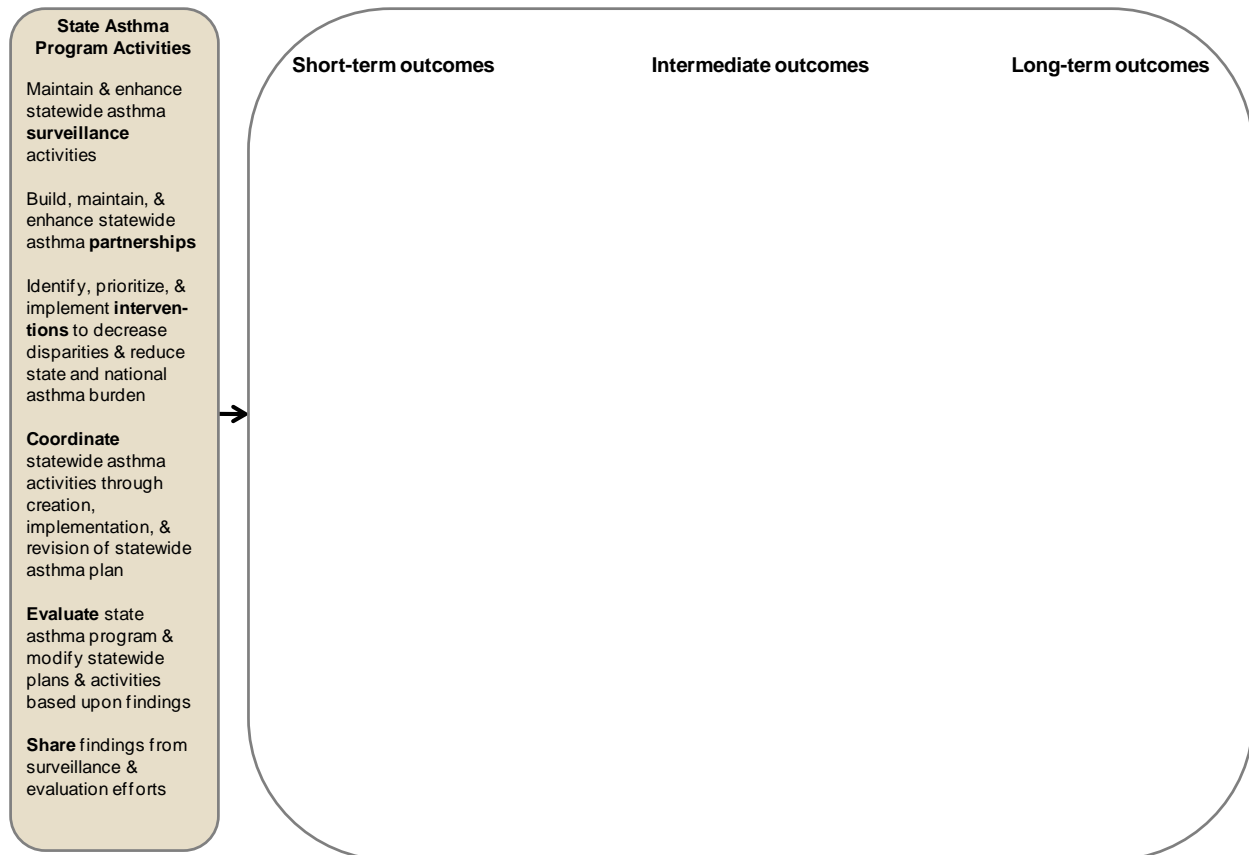 State Asthma
Program Activities
Maintain & enhance
statewide asthma
surveillance
activities
Build, maintain, &
enhance statewide
asthma partnerships
Identify, prioritize, &
implement interven-
tions to decrease
disparities & reduce
state and national
asthma burden
Coordinate
statewide asthma
activities through
creation,
implementation, &
revision of statewide
asthma plan
Evaluate state
asthma program &
modify statewide
plans & activities
based upon findings
Share findings from
surveillance &
evaluation efforts
Short-term outcomes
Intermediate outcomes
Long-term outcomes